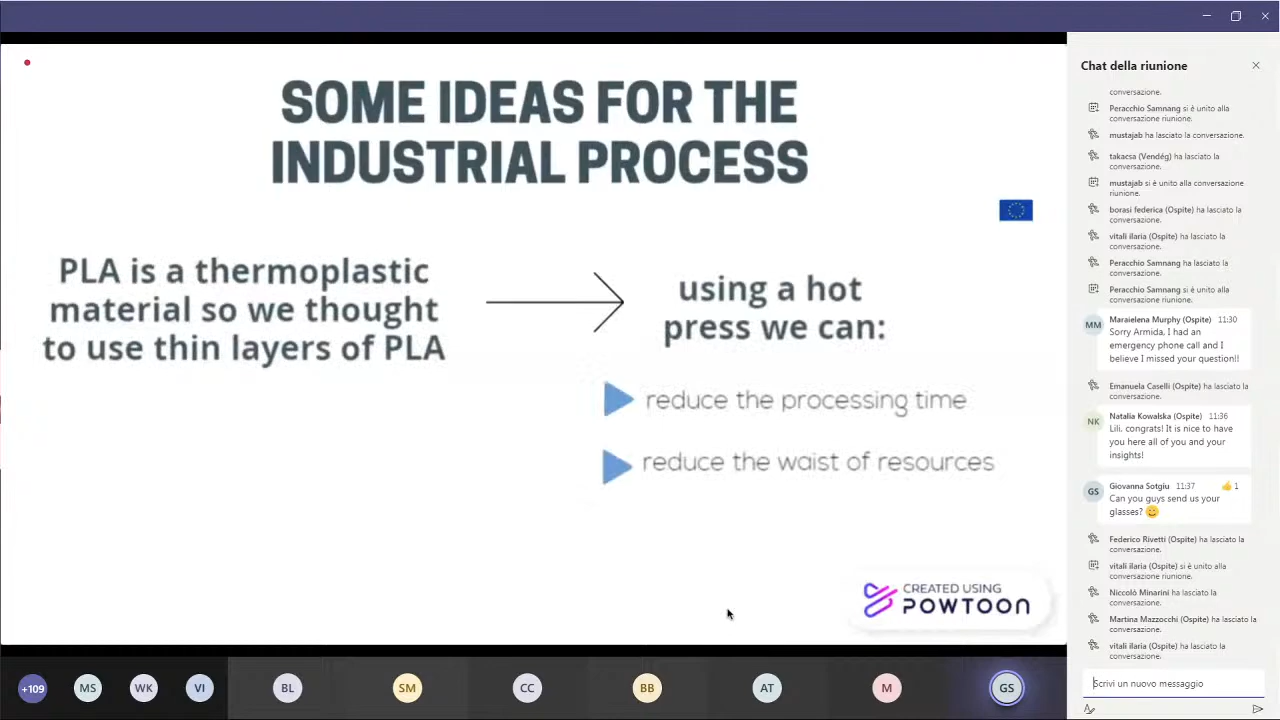 SOME IDEAS FOR THE
INDUSTRIAL PROCESS
PLA is a thermoplastic
material so we thought
to use thin layers of PLA
using a hot
press we can:
reduce the processing time
reduce the waist of resources
CREATED USING
POWTOON
+109
MS
WK
VI
BL
SM
CC
BB
AT
M
GS
Chat della riunione
conversazione.
Peracchio Samnang si è unito alla
conversazione riunione.
mustajab ha lasciato la conversazione.
takacsa (Vendég) ha lasciato la
conversazione.
mustajab si è unito alla conversazione
riunione.
borasi federica (Ospite) ha lasciato la
conversazione.
vitali ilaria (Ospite) ha lasciato la
conversazione.
Peracchio Samnang ha lasciato la
conversazione.
Peracchio Samnang si è unito alla
conversazione riunione.
MM
Maraielena Murphy (Ospite) 11:30
Sorry Armida, I had an
emergency phone call and I
believe I missed your question!!
Emanuela Caselli (Ospite) ha lasciato la
conversazione.
NK
Natalia Kowalska (Ospite) 11:36
Lili, congrats! It is nice to have
you here all of you and your
insights!
GS
Giovanna Sotgiu 11:37 👍 1
Can you guys send us your
glasses? 😊
Federico Rivetti (Ospite) ha lasciato la
conversazione.
vitali ilaria (Ospite) si è unito alla
conversazione riunione.
Niccolò Minarini ha lasciato la
conversazione.
Martina Mazzocchi (Ospite) ha lasciato la
conversazione.
vitali ilaria (Ospite) ha lasciato la
conversazione.
Scrivi un nuovo messaggio